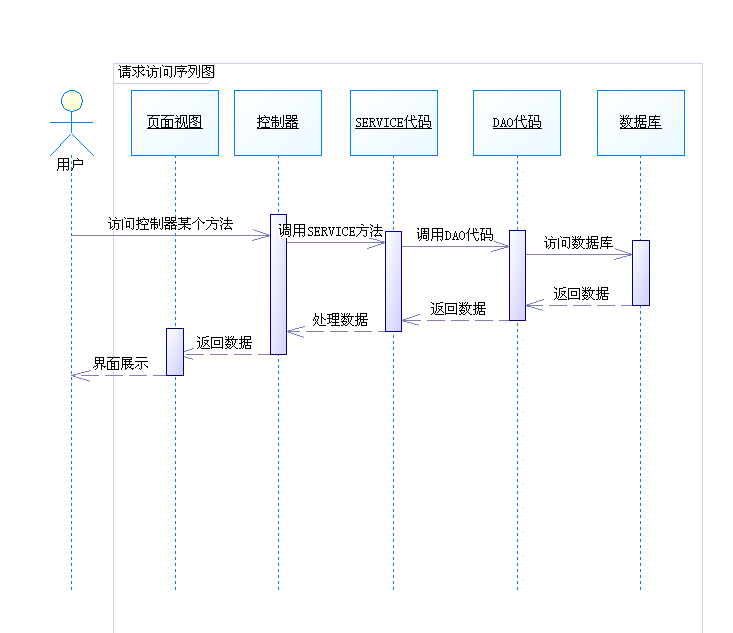 请求访问序列图
页面视图
控制器
SERVICE代码
DAO代码
数据库
用户
访问控制器某个方法
调用SERVICE方法
调用DAO代码
访问数据库
返回数据
返回数据
处理数据
返回数据
界面展示